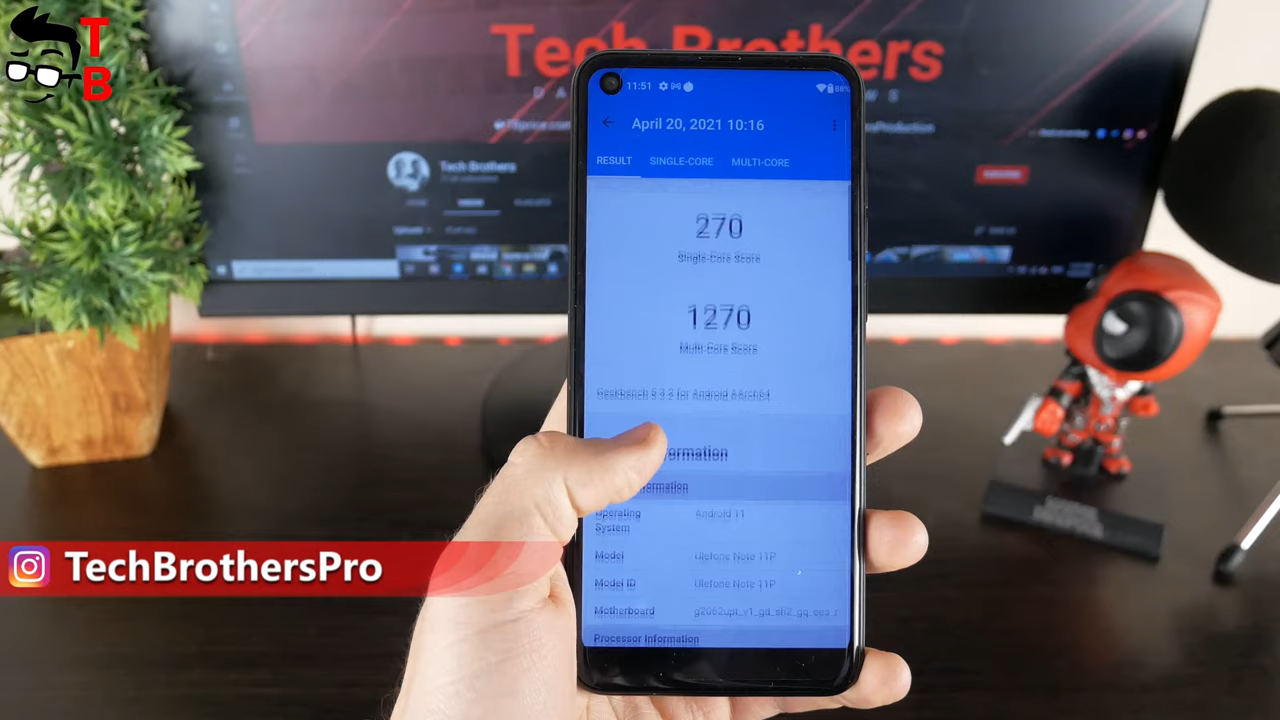 T
B
Tech Brothers
11:51
88%
April 20, 2021 10:16
RESULT SINGLE-CORE MULTI-CORE
Tech Brothers
270
Single-Core Score
1270
Multi-Core Score
Geekbench 5.3.2 for Android AArch64
ormation
formation
Operating System Android 11
Model Ulefone Note 11P
Model ID Ulefone Note 11P
Motherboard
Processor Information
TechBrothersPro